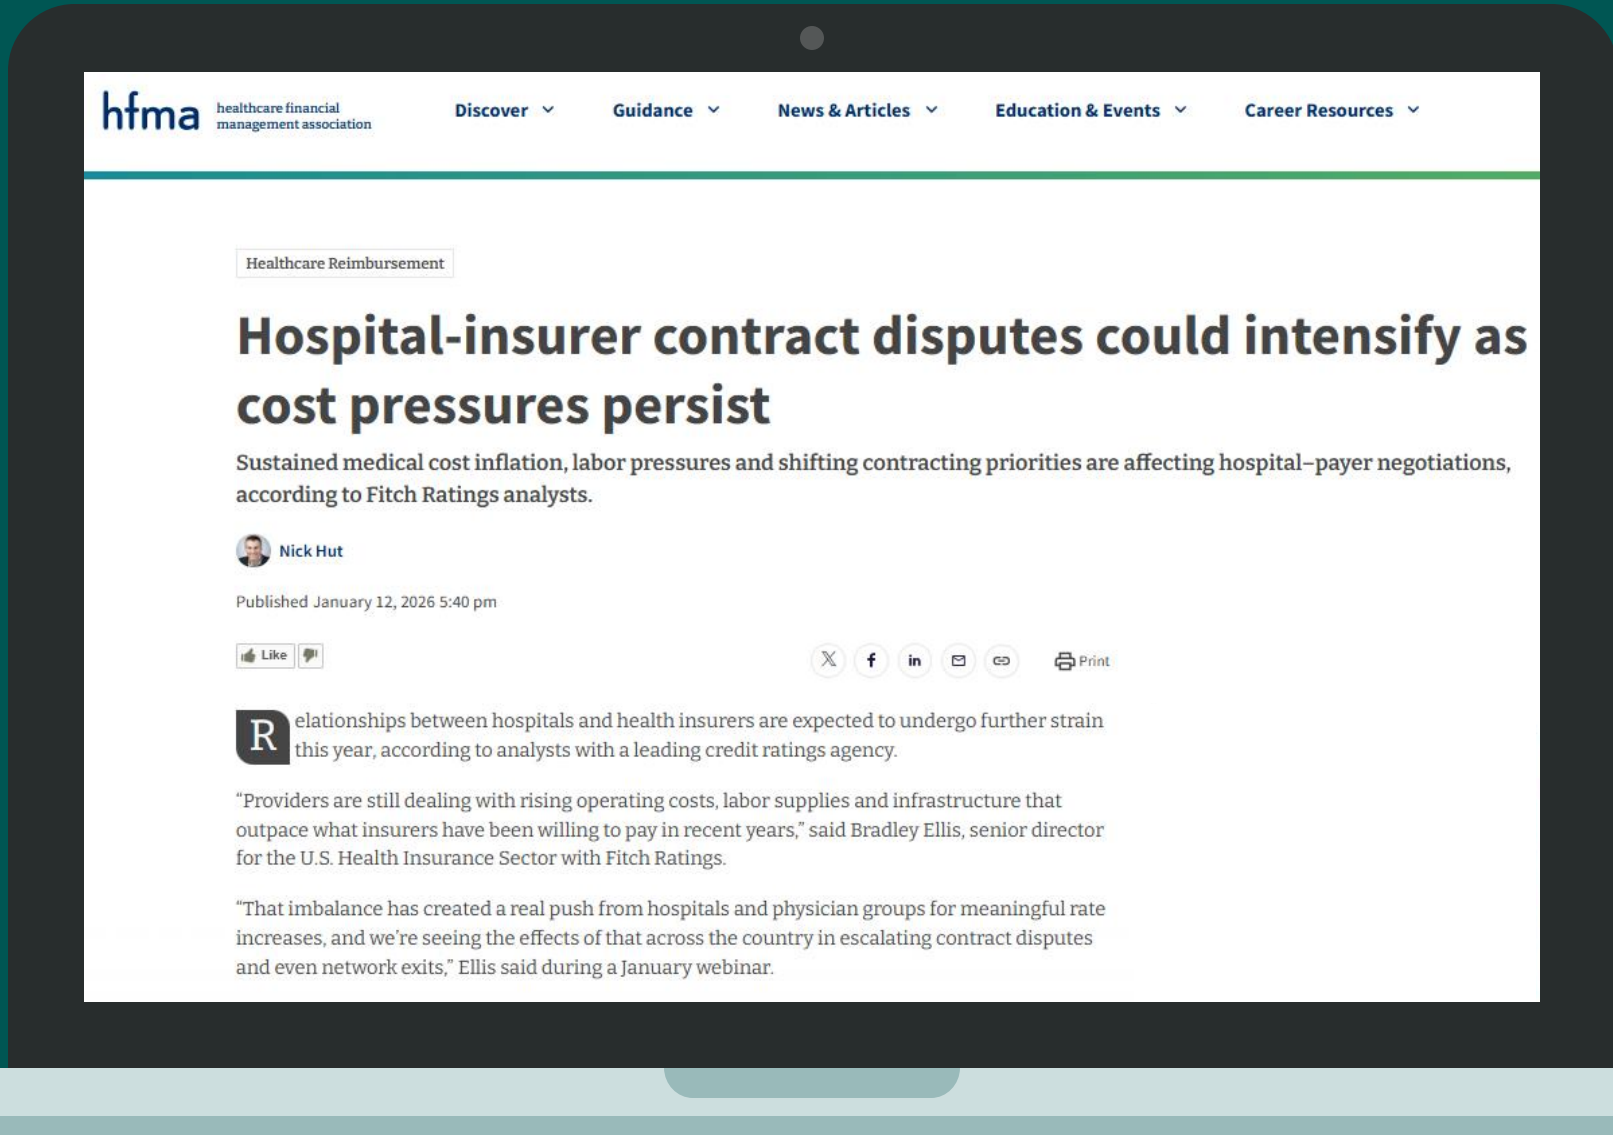 hfma
healthcare financial
management association
Discover
Guidance
News & Articles
Education & Events
Career Resources
Healthcare Reimbursement
Hospital-insurer contract disputes could intensify as
cost pressures persist
Sustained medical cost inflation, labor pressures and shifting contracting priorities are affecting hospital–payer negotiations,
according to Fitch Ratings analysts.
Nick Hut
Published January 12, 2026 5:40 pm
Like
Print
Relationships between hospitals and health insurers are expected to undergo further strain
this year, according to analysts with a leading credit ratings agency.
“Providers are still dealing with rising operating costs, labor supplies and infrastructure that
outpace what insurers have been willing to pay in recent years,” said Bradley Ellis, senior director
for the U.S. Health Insurance Sector with Fitch Ratings.
“That imbalance has created a real push from hospitals and physician groups for meaningful rate
increases, and we’re seeing the effects of that across the country in escalating contract disputes
and even network exits,” Ellis said during a January webinar.